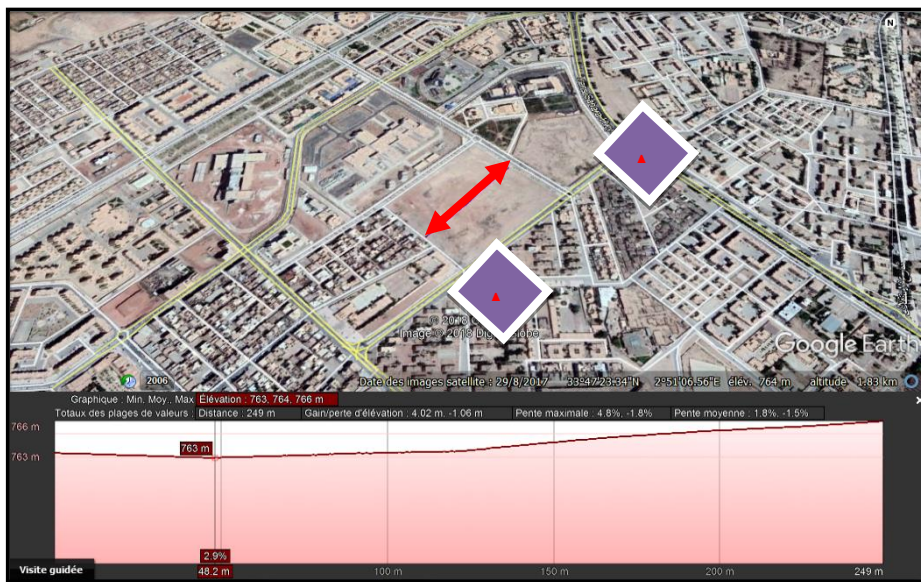 N
© 2018
Image © 2018 Digi Globe
Google Earth
2006
Date des images satellite : 29/8/2017 33°47'23.34"N 2°51'06.56"E élév. 764 m altitude 1.83 km
Graphique : Min. Moy., Max Élévation : 763, 764, 766 m
Totaux des plages de valeurs : Distance : 249 m Gain/perte d'élévation : 4.02 m, -1.06 m Pente maximale : 4.8%, -1.8% Pente moyenne : 1.8%, -1.5%
766 m
763 m
763 m
2.9%
48.2 m 100 m 150 m 200 m 249 m
Visite guidée